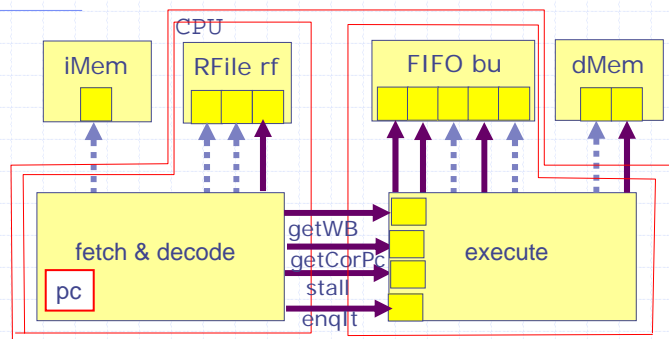 CPU
iMem
RFile rf
FIFO bu
dMem
fetch & decode
pc
getWB
getCorPc
stall
enqIt
execute